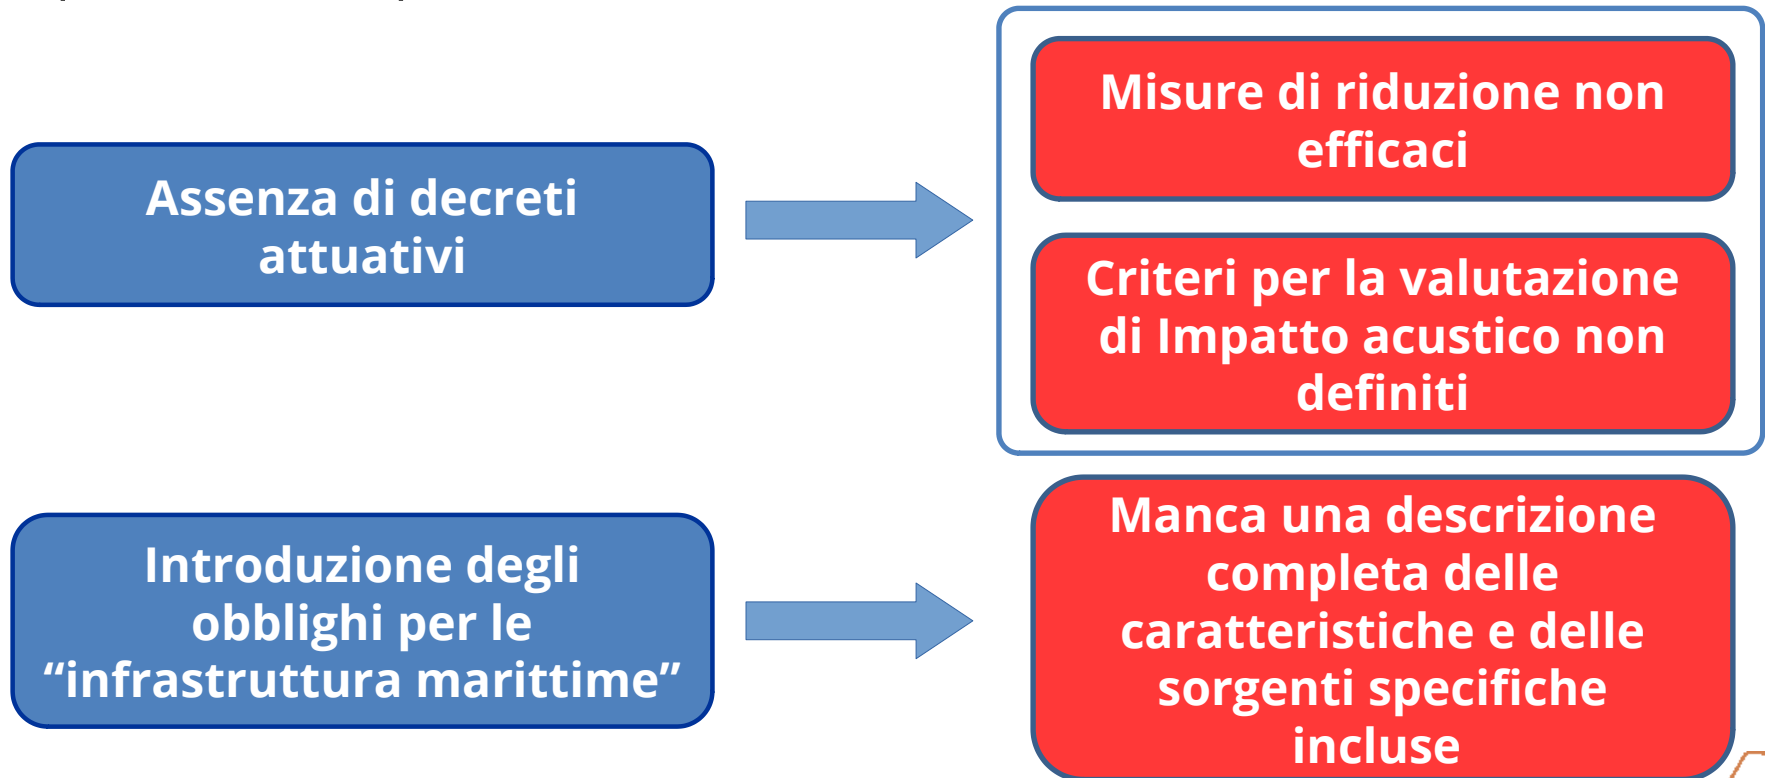 Assenza di decreti
attuativi
Misure di riduzione non
efficaci
Criteri per la valutazione
di Impatto acustico non
definiti
Introduzione degli
obblighi per le
“infrastruttura marittime”
Manca una descrizione
completa delle
caratteristiche e delle
sorgenti specifiche
incluse